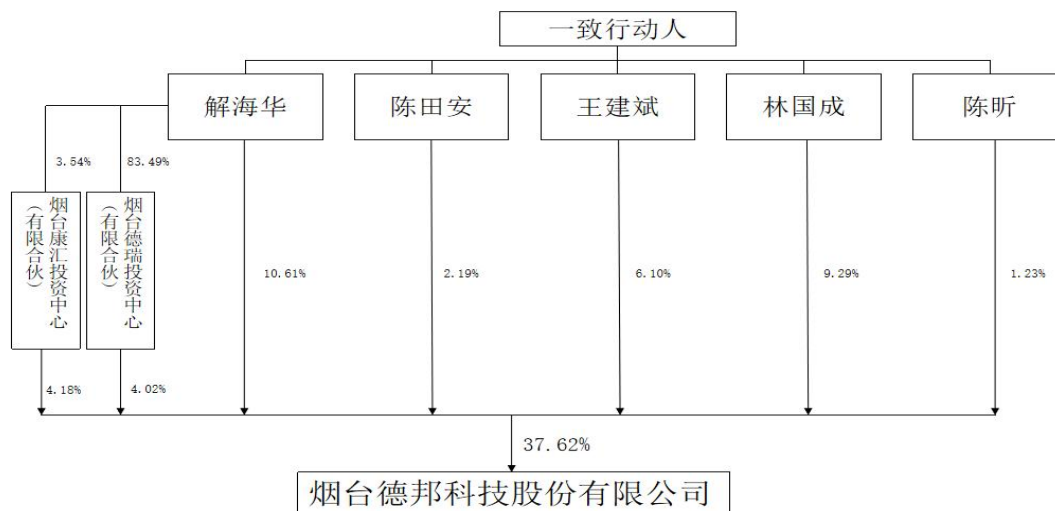 一致行动人
解海华
陈田安
王建斌
林国成
陈昕
3.54%
83.49%
烟台康汇投资中心
（有限合伙）
烟台德瑞投资中心
（有限合伙）
10.61%
2.19%
6.10%
9.29%
1.23%
4.18%
4.02%
37.62%
烟台德邦科技股份有限公司